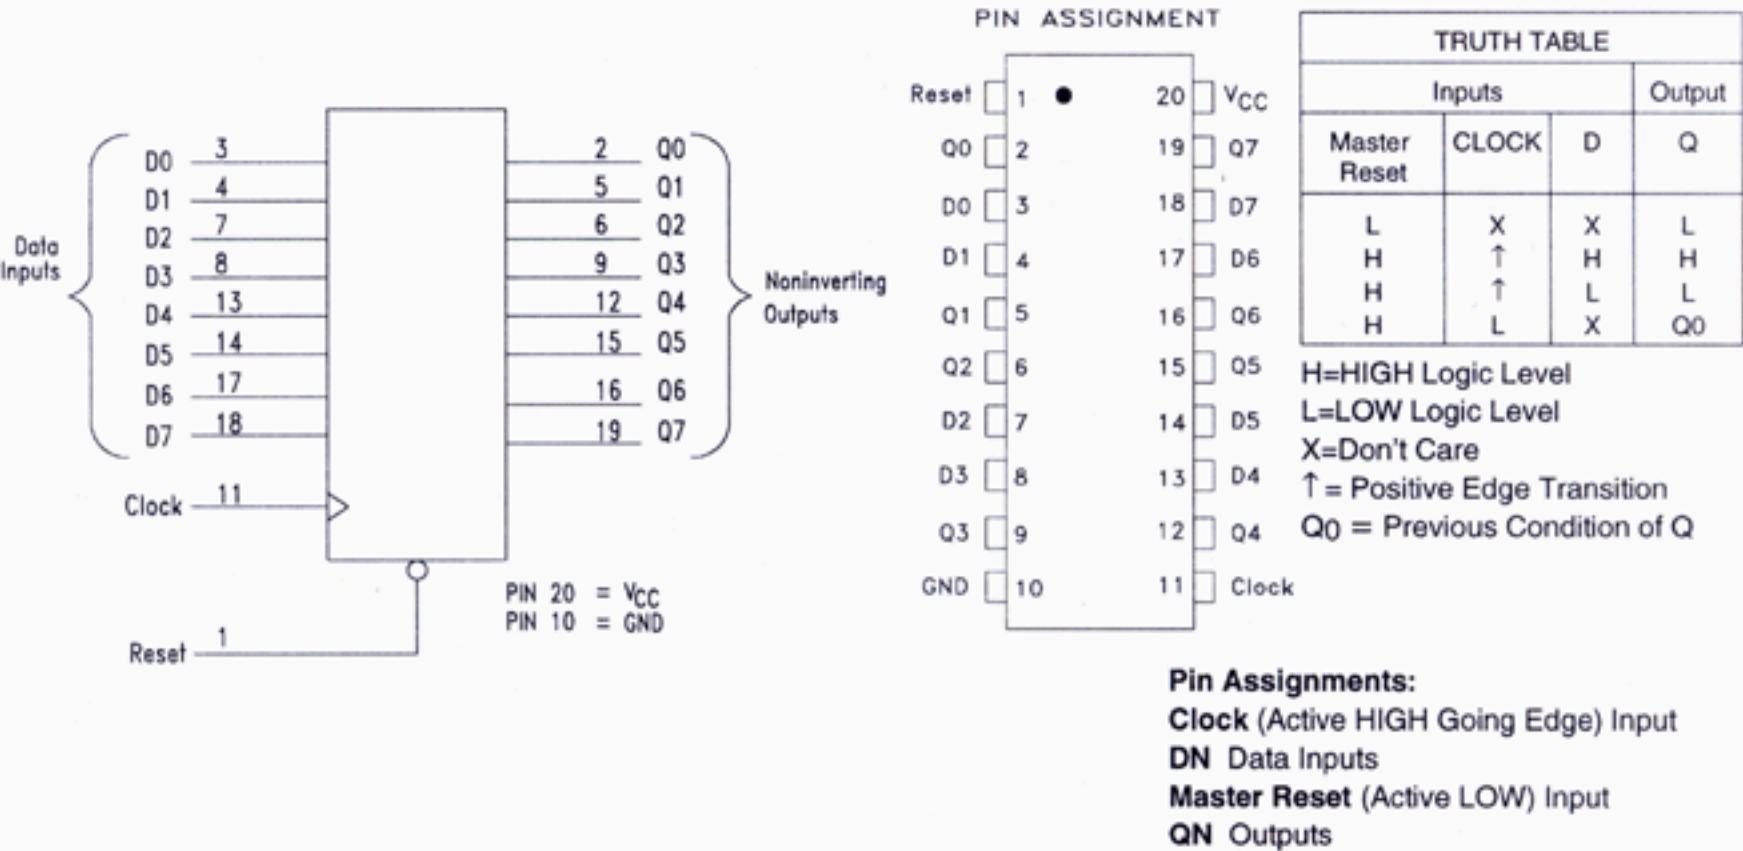 Data
Inputs
D0 3
D1 4
D2 7
D3 8
D4 13
D5 14
D6 17
D7 18
Clock 11
Reset 1
2 Q0
5 Q1
6 Q2
9 Q3
12 Q4
15 Q5
16 Q6
19 Q7
Noninverting
Outputs
PIN 20 = VCC
PIN 10 = GND
PIN ASSIGNMENT
Reset 1 20 VCC
Q0 2 19 Q7
D0 3 18 D7
D1 4 17 D6
Q1 5 16 Q6
Q2 6 15 Q5
D2 7 14 D5
D3 8 13 D4
Q3 9 12 Q4
GND 10 11 Clock
TRUTH TABLE
Inputs Output
Master Reset CLOCK D Q
L X X L
H ↑ H H
H ↑ L L
H L X Q0
H=HIGH Logic Level
L=LOW Logic Level
X=Don't Care
↑= Positive Edge Transition
Q0 = Previous Condition of Q
Pin Assignments:
Clock (Active HIGH Going Edge) Input
DN Data Inputs
Master Reset (Active LOW) Input
QN Outputs